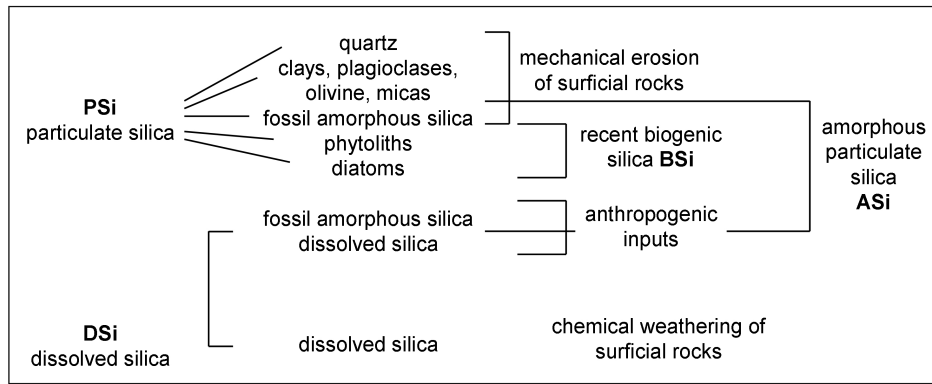 quartz
clays, plagioclases,
olivine, micas
fossil amorphous silica
phytoliths
diatoms
PSi
particulate silica
mechanical erosion
of surficial rocks
recent biogenic
silica BSi
amorphous
particulate
silica
ASi
fossil amorphous silica
dissolved silica
anthropogenic
inputs
DSi
dissolved silica
dissolved silica
chemical weathering of
surficial rocks